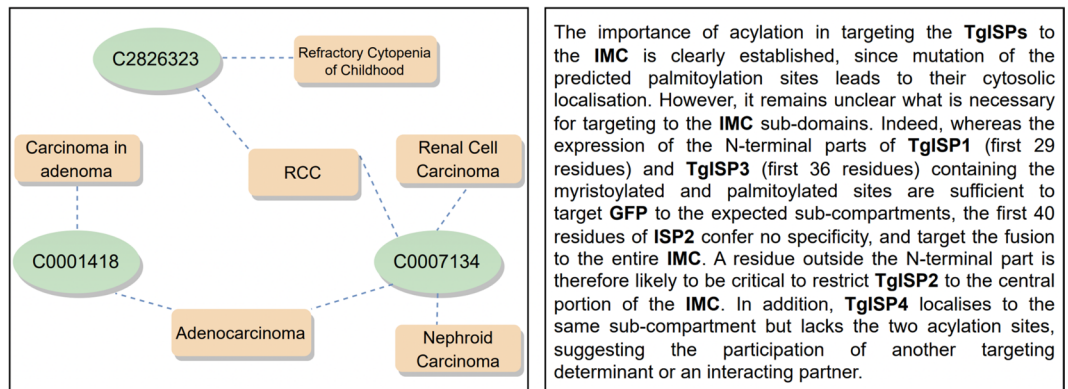 C2826323
Refractory Cytopenia
of Childhood
Carcinoma in
adenoma
RCC
Renal Cell
Carcinoma
C0001418
C0007134
Adenocarcinoma
Nephroid
Carcinoma
The importance of acylation in targeting the TgISPs to
the IMC is clearly established, since mutation of the
predicted palmitoylation sites leads to their cytosolic
localisation. However, it remains unclear what is necessary
for targeting to the IMC sub-domains. Indeed, whereas the
expression of the N-terminal parts of TgISP1 (first 29
residues) and TgISP3 (first 36 residues) containing the
myristoylated and palmitoylated sites are sufficient to
target GFP to the expected sub-compartments, the first 40
residues of ISP2 confer no specificity, and target the fusion
to the entire IMC. A residue outside the N-terminal part is
therefore likely to be critical to restrict TgISP2 to the central
portion of the IMC. In addition, TgISP4 localises to the
same sub-compartment but lacks the two acylation sites,
suggesting the participation of another targeting
determinant or an interacting partner.